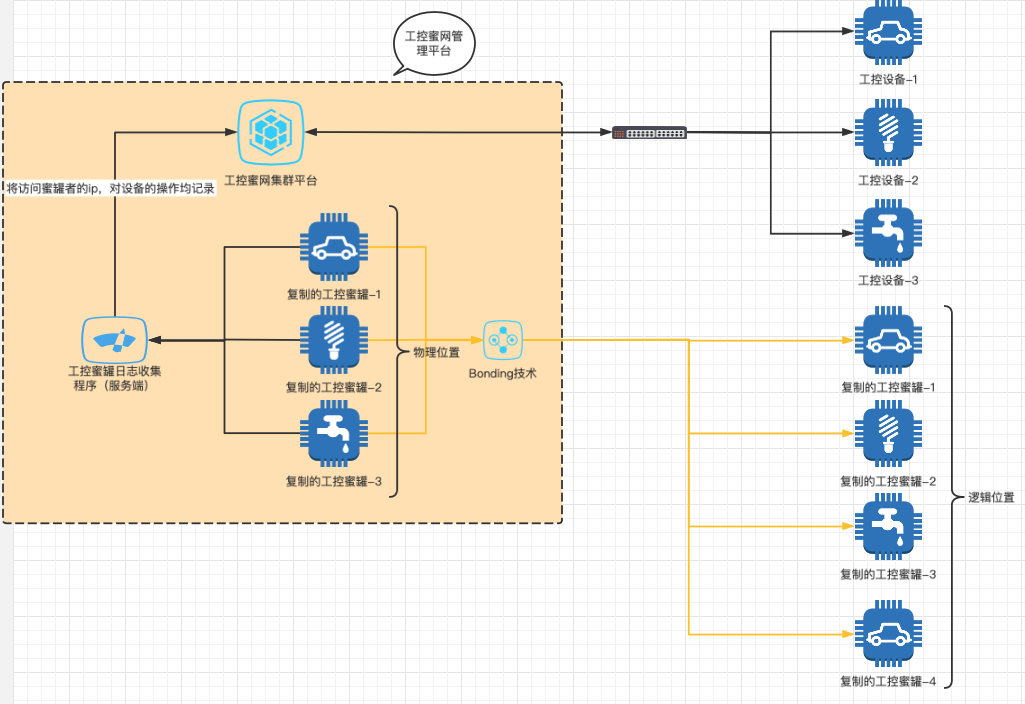 工控蜜网管
理平台
工控设备-1
工控蜜网集群平台
工控设备-2
将访问蜜罐者的ip，对设备的操作均记录
工控设备-3
复制的工控蜜罐-1
物理位置
工控蜜罐日志收集
程序（服务端）
复制的工控蜜罐-2
Bonding技术
复制的工控蜜罐-1
复制的工控蜜罐-3
复制的工控蜜罐-2
逻辑位置
复制的工控蜜罐-3
复制的工控蜜罐-4